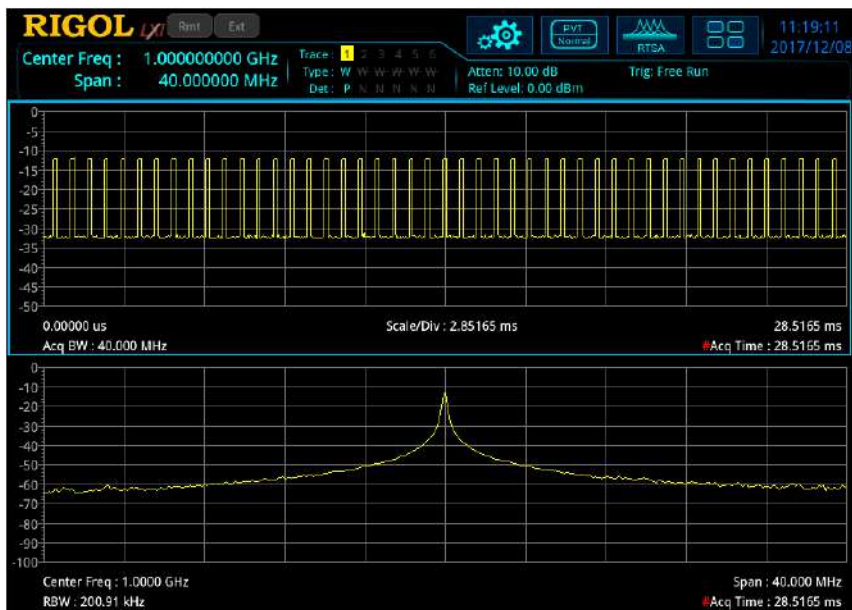 RIGOL LXI Rmt Ext
PVT
Normal
RTSA
11:19:11
2017/12/08
Center Freq : 1.000000000 GHz
Span : 40.000000 MHz
Trace : 1 2 3 4 5 6
Type : W W W W W W
Det : P N N N N N
Atten: 10.00 dB
Ref Level: 0.00 dBm
Trig: Free Run
0
-5
-10
-15
-20
-25
-30
-35
-40
-45
-50
0.00000 us Scale/Div : 2.85165 ms 28.5165 ms
Acq BW : 40.000 MHz #Acq Time : 28.5165 ms
0
-10
-20
-30
-40
-50
-60
-70
-80
-90
-100
Center Freq : 1.0000 GHz Span : 40.000 MHz
RBW : 200.91 kHz #Acq Time : 28.5165 ms